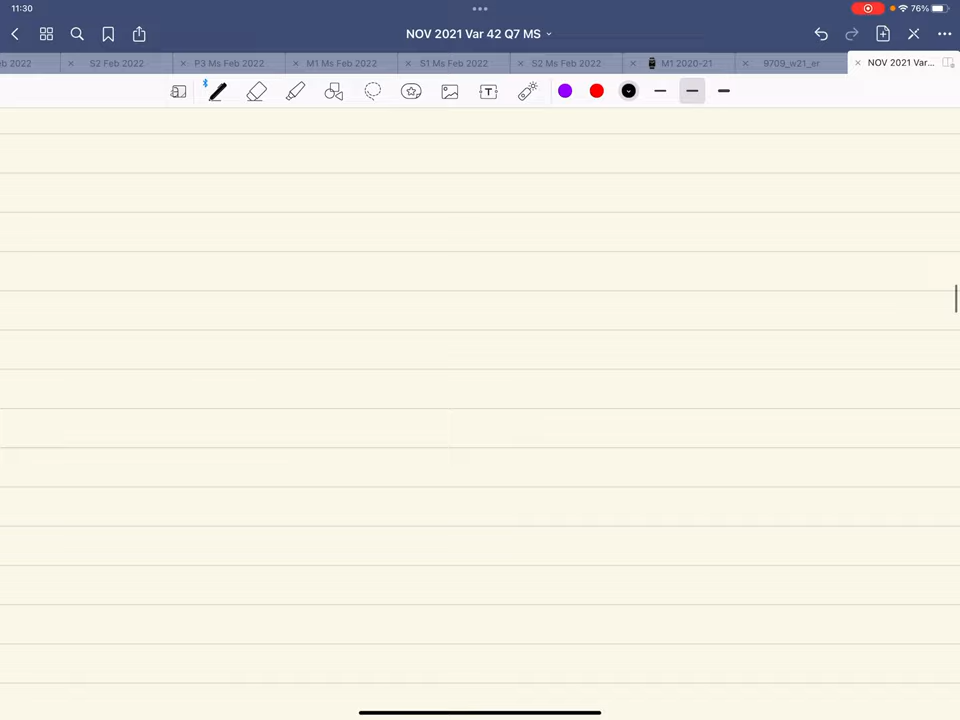 11:30
76%
NOV 2021 Var 42 Q7 MS
b 2022
S2 Feb 2022
P3 Ms Feb 2022
M1 Ms Feb 2022
S1 Ms Feb 2022
S2 Ms Feb 2022
M1 2020-21
9709_w21_er
NOV 2021 Var...
T